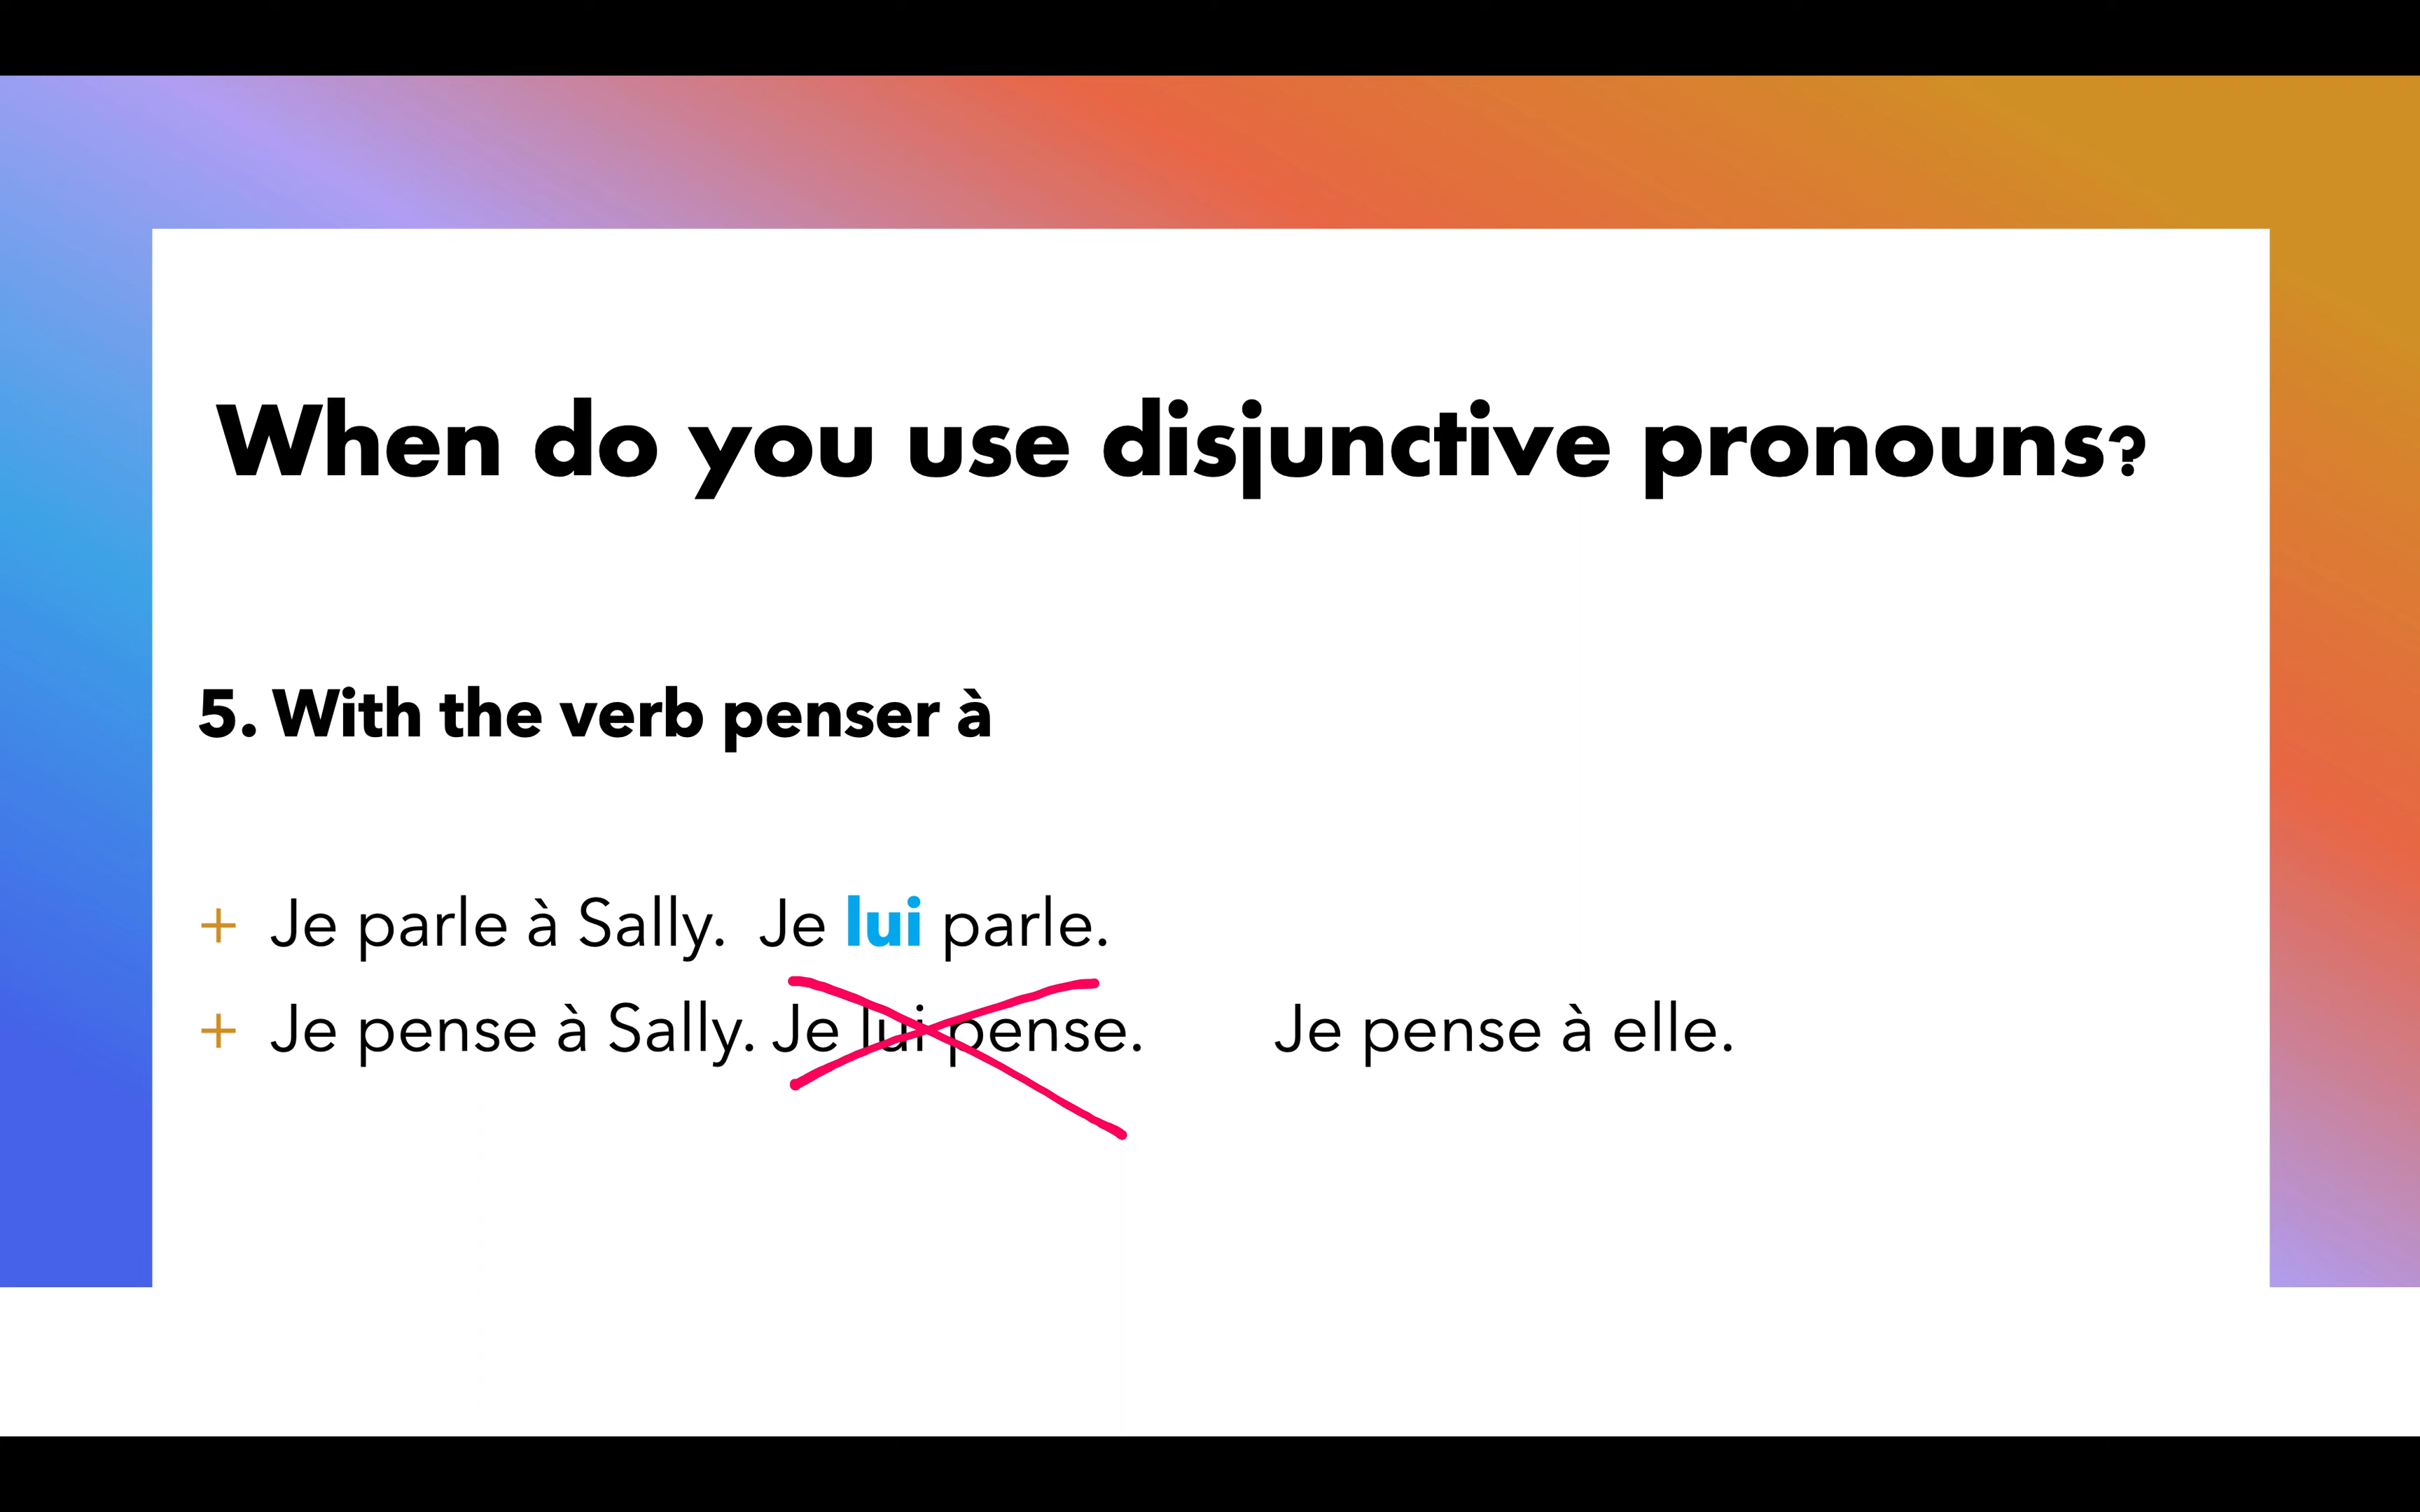 When do you use disjunctive pronouns?
5. With the verb penser à
+ Je parle à Sally. Je lui parle.
+ Je pense à Sally. Je lui pense. Je pense à elle.